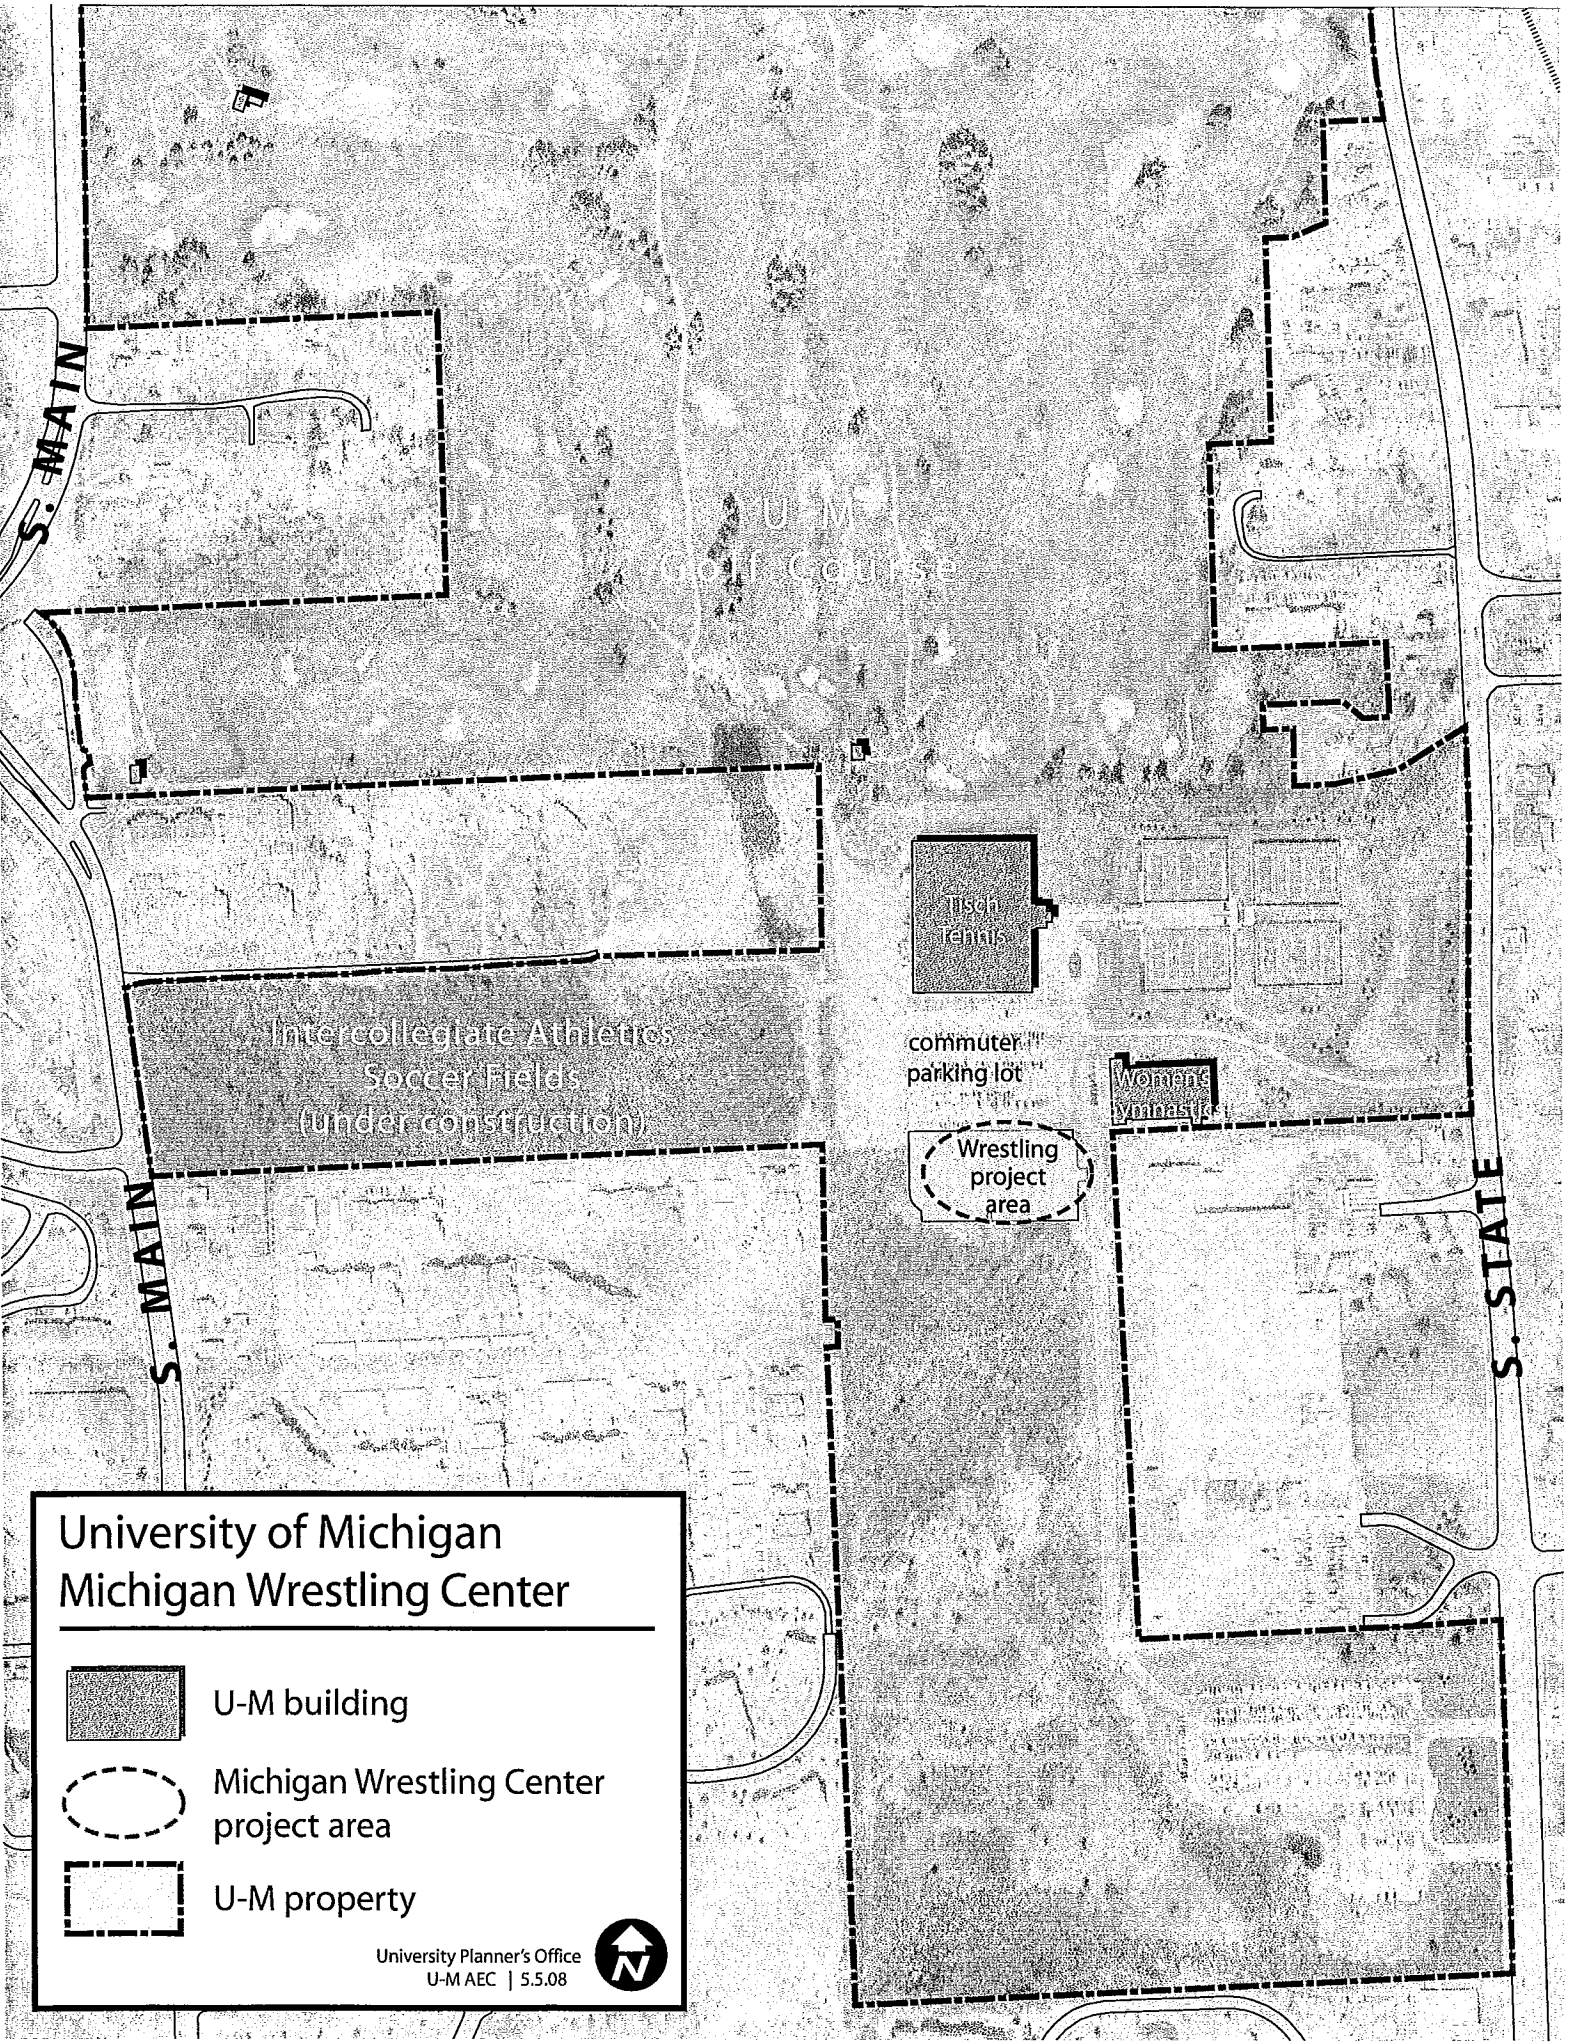 S. MAIN
U-M
Golf Course
Tisch
Tennis
Intercollegiate Athletics
Soccer Fields
(under construction)
commuter
parking lot
Women's
Gymnastics
Wrestling
project
area
S. MAIN
S. STATE
University of Michigan
Michigan Wrestling Center
U-M building
Michigan Wrestling Center
project area
U-M property
University Planner's Office
U-M AEC | 5.5.08
N